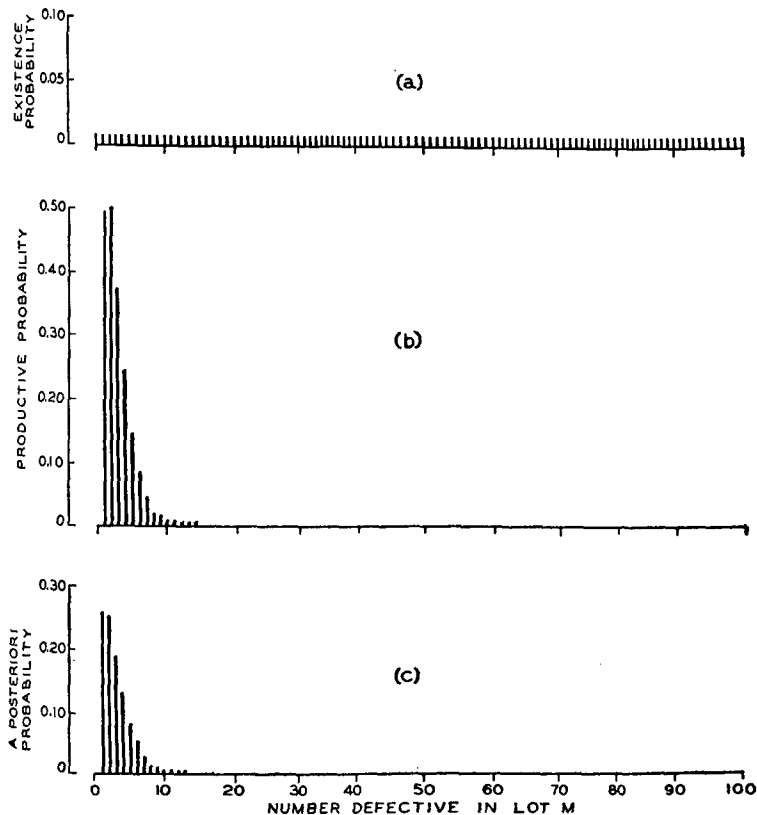 EXISTENCE
PROBABILITY
0.10
0.05
0
(a)
PRODUCTIVE PROBABILITY
0.50
0.40
0.30
0.20
0.10
0
(b)
A POSTERIORI
PROBABILITY
0.30
0.20
0.10
0
(c)
0 10 20 30 40 50 60 70 80 90 100
NUMBER DEFECTIVE IN LOT M